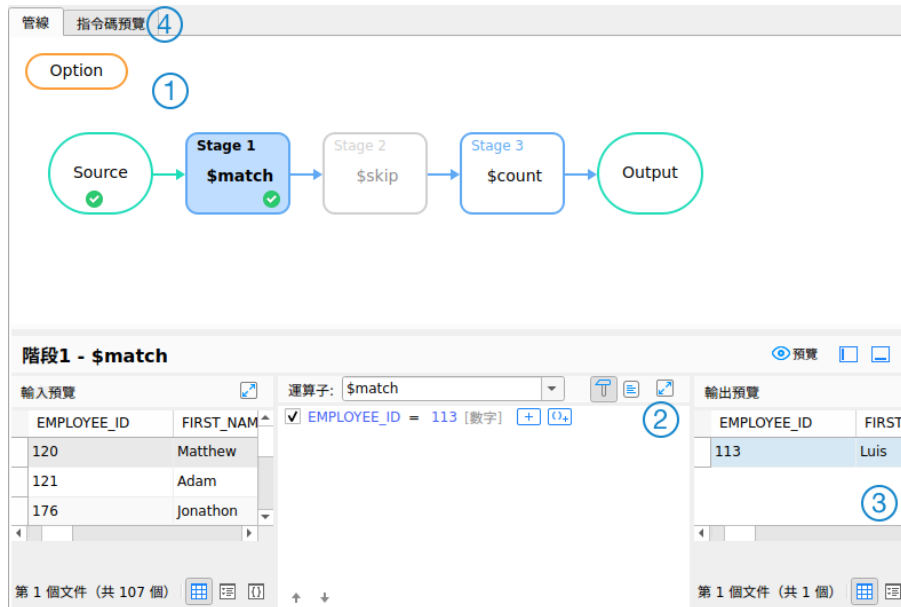 管線
指令碼預覽
④
Option
①
Source
Stage 1
$match
Stage 2
$skip
Stage 3
$count
Output
階段1 - $match
預覽
輸入預覽
EMPLOYEE_ID FIRST_NAM
120 Matthew
121 Adam
176 Jonathon
第 1 個文件（共 107 個）
運算子: $match
EMPLOYEE_ID = 113 [數字]
②
輸出預覽
EMPLOYEE_ID FIRST
113 Luis
③
第 1 個文件（共 1 個）